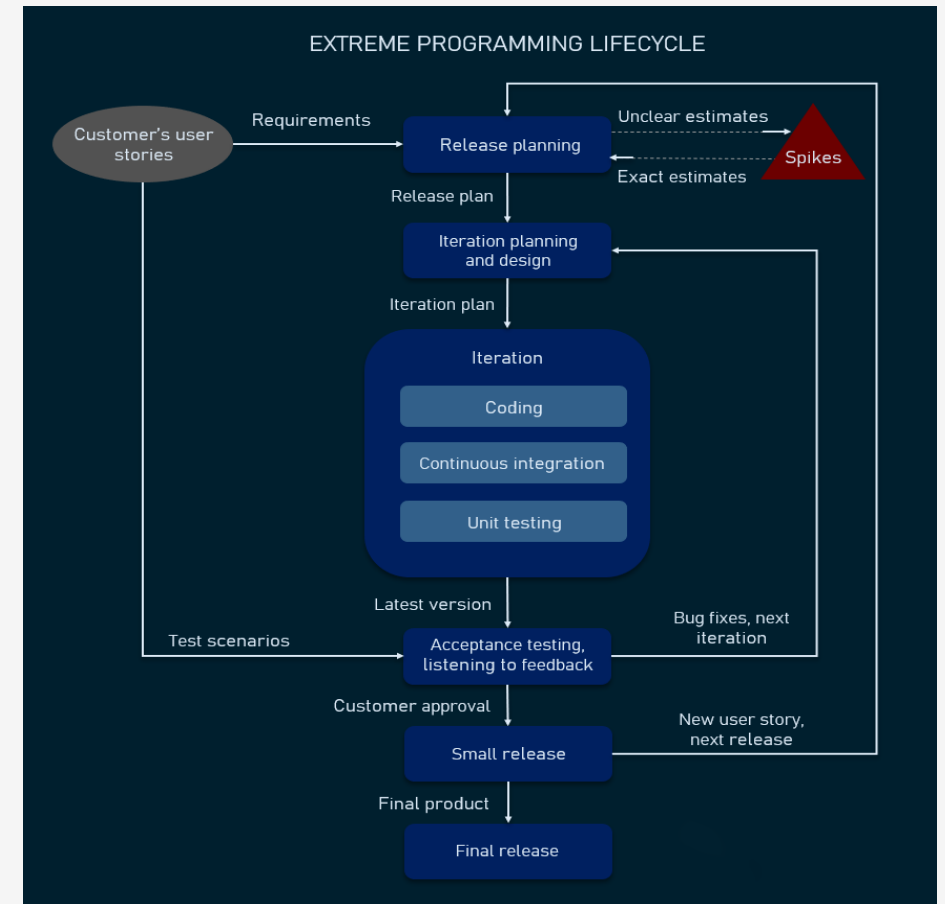 EXTREME PROGRAMMING LIFECYCLE
Customer's user
stories
Requirements
Release planning
Unclear estimates
Spikes
Exact estimates
Release plan
Iteration planning
and design
Iteration plan
Iteration
Coding
Continuous integration
Unit testing
Latest version
Test scenarios
Acceptance testing,
listening to feedback
Bug fixes, next
iteration
Customer approval
Small release
New user story,
next release
Final product
Final release